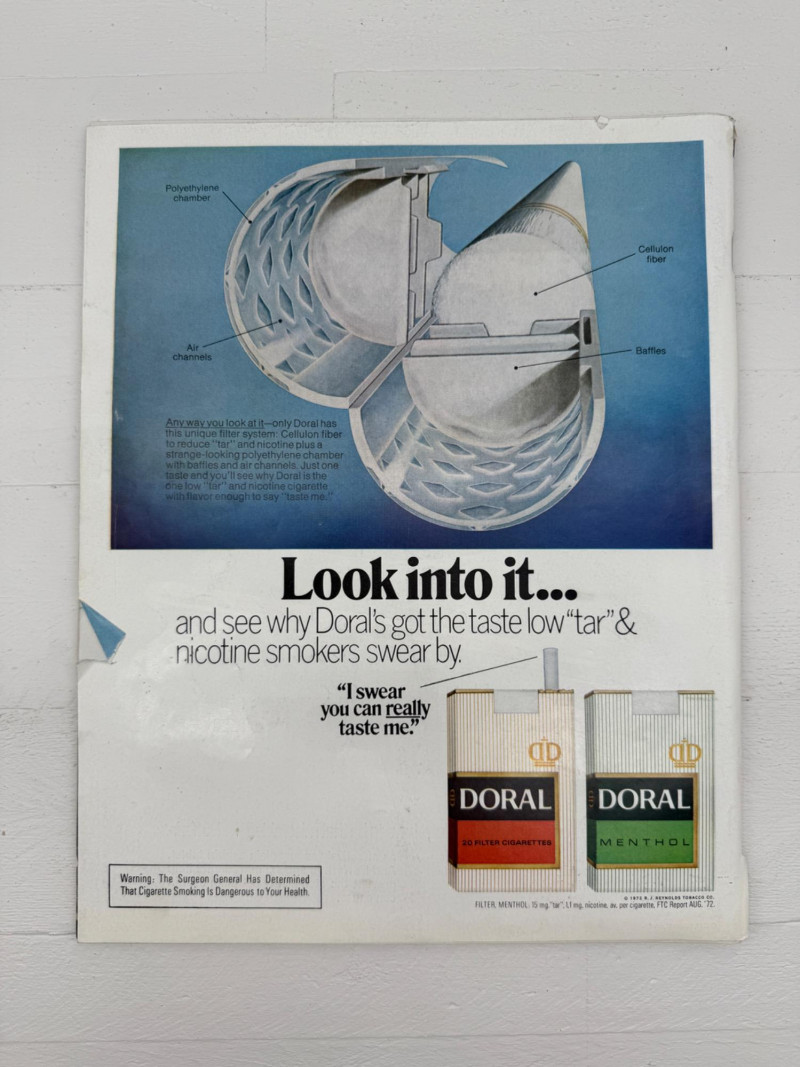 Polyethylene
chamber
Air
channels
Cellulon
fiber
Baffles
Any way you look at it—only Doral has
this unique filter system: Cellulon fiber
to reduce "tar" and nicotine plus a
strange-looking polyethylene chamber
with baffles and air channels. Just one
taste and you'll see why Doral is the
one low "tar" and nicotine cigarette
with flavor enough to say "taste me."
Look into it...
and see why Doral's got the taste low "tar" &
nicotine smokers swear by.
"I swear
you can really
taste me."
DORAL
20 FILTER CIGARETTES
DORAL
MENTHOL
Warning: The Surgeon General Has Determined
That Cigarette Smoking Is Dangerous to Your Health.
© 1972 R. J. REYNOLDS TOBACCO CO.
FILTER, MENTHOL: 15 mg. "tar", 1.1 mg. nicotine, av. per cigarette, FTC Report AUG. '72.